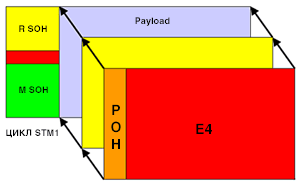 R SOH
Payload
M SOH
ЦИКЛ STM1
P
O
H
E4